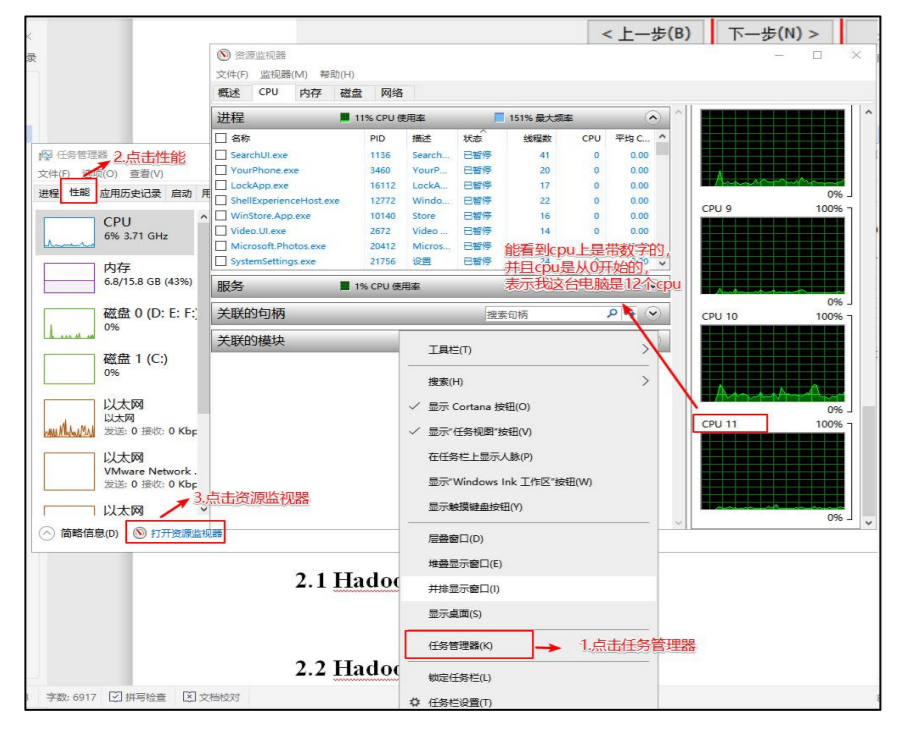 < 上一步(B)
下一步(N) >
录
资源监视器
文件(F) 监视器(M) 帮助(H)
概述 CPU 内存 磁盘 网络
进程 11% CPU 使用率 151% 最大频率
名称 PID 描述 状态 线程数 CPU 平均 C...
SearchUI.exe 1136 Search... 已暂停 41 0 0.00
YourPhone.exe 3460 YourP... 已暂停 20 0 0.00
LockApp.exe 16112 LockA... 已暂停 17 0 0.00
ShellExperienceHost.exe 12772 Windo... 已暂停 22 0 0.00
WinStore.App.exe 10140 Store 已暂停 16 0 0.00
Video.UI.exe 2672 Video ... 已暂停 14 0 0.00
Microsoft.Photos.exe 20412 Micros... 已暂停
SystemSettings.exe 21756 设置 已暂停 24 0.00
能看到cpu上是带数字的,
并且cpu是从0开始的,
表示我这台电脑是12个cpu
服务 1% CPU 使用率
关联的句柄 搜索句柄
关联的模块
0%
CPU 9 100%
0%
CPU 10 100%
0%
CPU 11 100%
0%
任务管理器
2.点击性能
文件(F) 选项(O) 查看(V)
进程 性能 应用历史记录 启动 用
CPU
6% 3.71 GHz
内存
6.8/15.8 GB (43%)
磁盘 0 (D: E: F:)
0%
磁盘 1 (C:)
0%
以太网
以太网
发送: 0 接收: 0 Kbp
以太网
VMware Network .
发送: 0 接收: 0 Kbp
以太网
3.点击资源监视器
简略信息(D) 打开资源监视器
工具栏(T)
搜索(H)
显示 Cortana 按钮(O)
显示"任务视图"按钮(V)
在任务栏上显示人脉(P)
显示"Windows Ink 工作区"按钮(W)
显示触摸键盘按钮(Y)
层叠窗口(D)
堆叠显示窗口(E)
并排显示窗口(I)
显示桌面(S)
任务管理器(K)
1.点击任务管理器
锁定任务栏(L)
任务栏设置(T)
2.1 Hadoo
2.2 Hadoo
字数: 6917 拼写检查 文档校对